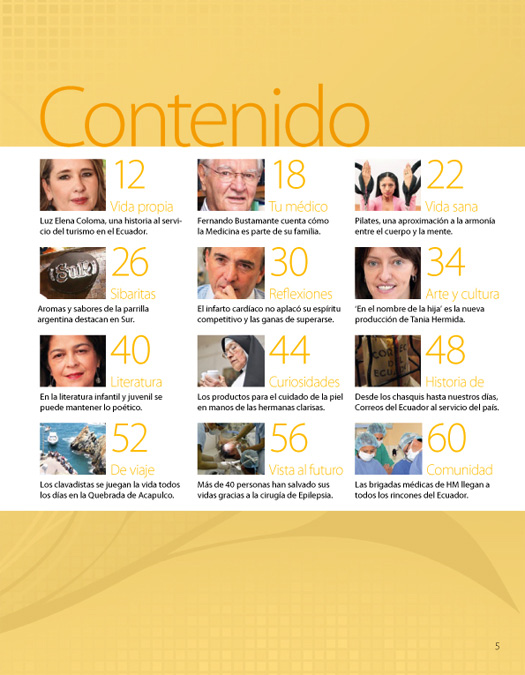 Contenido
12
Vida propia
Luz Elena Coloma, una historia al servi-
cio del turismo en el Ecuador.
18
Tu médico
Fernando Bustamante cuenta cómo
la Medicina es parte de su familia.
22
Vida sana
Pilates, una aproximación a la armonía
entre el cuerpo y la mente.
Sur
26
Sibaritas
Aromas y sabores de la parrilla
argentina destacan en Sur.
30
Reflexiones
El infarto cardíaco no aplacó su espíritu
competitivo y las ganas de superarse.
34
Arte y cultura
‘En el nombre de la hija’ es la nueva
producción de Tania Hermida.
40
Literatura
En la literatura infantil y juvenil se
puede mantener lo poético.
44
Curiosidades
Los productos para el cuidado de la piel
en manos de las hermanas clarisas.
48
Historia de
Desde los chasquis hasta nuestros días,
Correos del Ecuador al servicio del país.
52
De viaje
Los clavadistas se juegan la vida todos
los días en la Quebrada de Acapulco.
56
Vista al futuro
Más de 40 personas han salvado sus
vidas gracias a la cirugía de Epilepsia.
60
Comunidad
Las brigadas médicas de HM llegan a
todos los rincones del Ecuador.
5